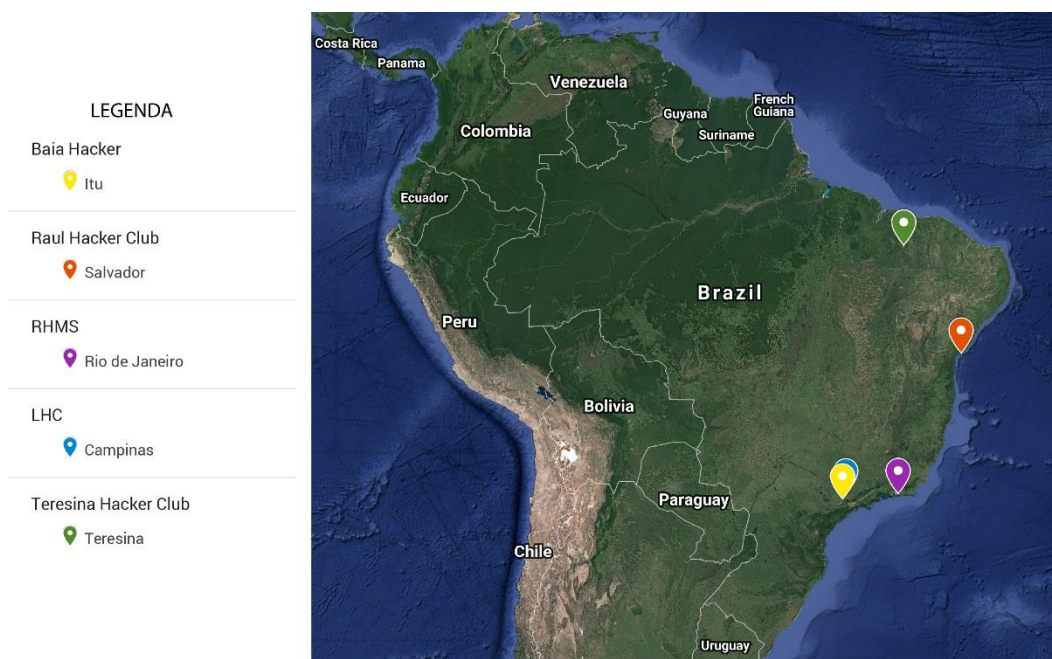 LEGENDA
Baia Hacker
Itu
Raul Hacker Club
Salvador
RHMS
Rio de Janeiro
LHC
Campinas
Teresina Hacker Club
Teresina
Costa Rica
Panama
Venezuela
Guyana
French
Guiana
Suriname
Colombia
Ecuador
Brazil
Peru
Bolivia
Paraguay
Chile
Uruguay